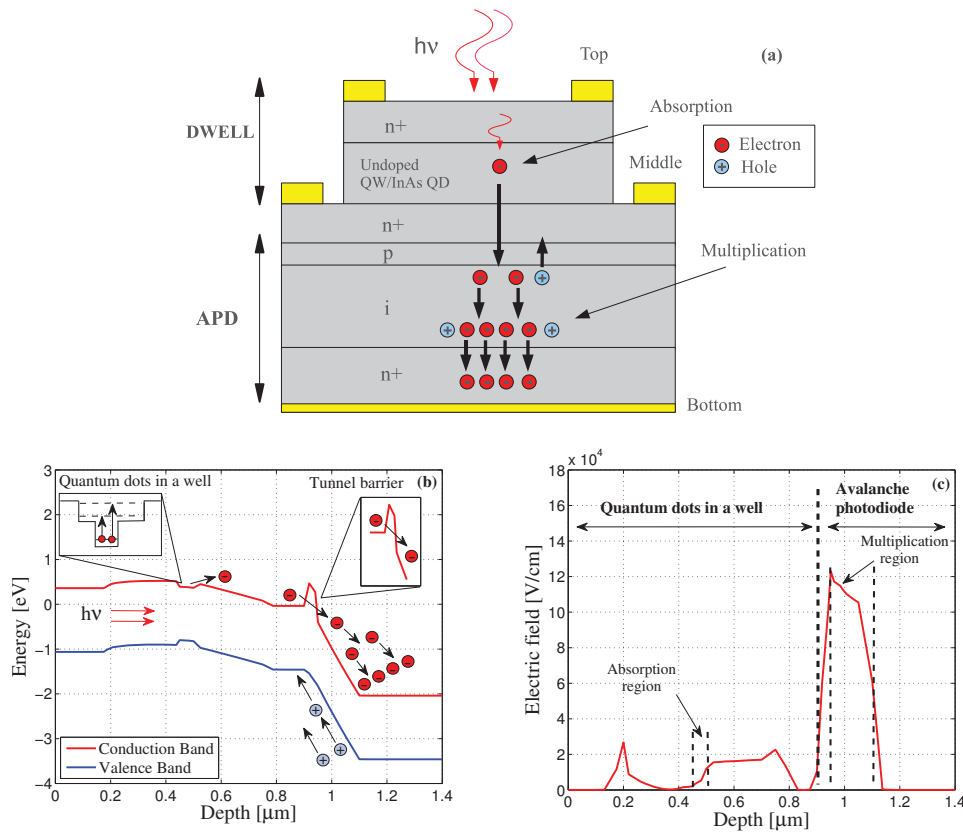 hν
(a)
Top
Absorption
DWELL
n+
Electron
Hole
Undoped
QW/InAs QD
Middle
n+
p
Multiplication
APD
i
n+
Bottom
(b)
Quantum dots in a well
Tunnel barrier
hν
Energy [eV]
3
2
1
0
−1
−2
−3
−4
Conduction Band
Valence Band
0 0.2 0.4 0.6 0.8 1.0 1.2 1.4
Depth [μm]
x 10⁴
(c)
Quantum dots in a well
Avalanche
photodiode
Multiplication
region
Absorption
region
Electric field [V/cm]
18
16
14
12
10
8
6
4
2
0
0 0.2 0.4 0.6 0.8 1 1.2 1.4
Depth [μm]